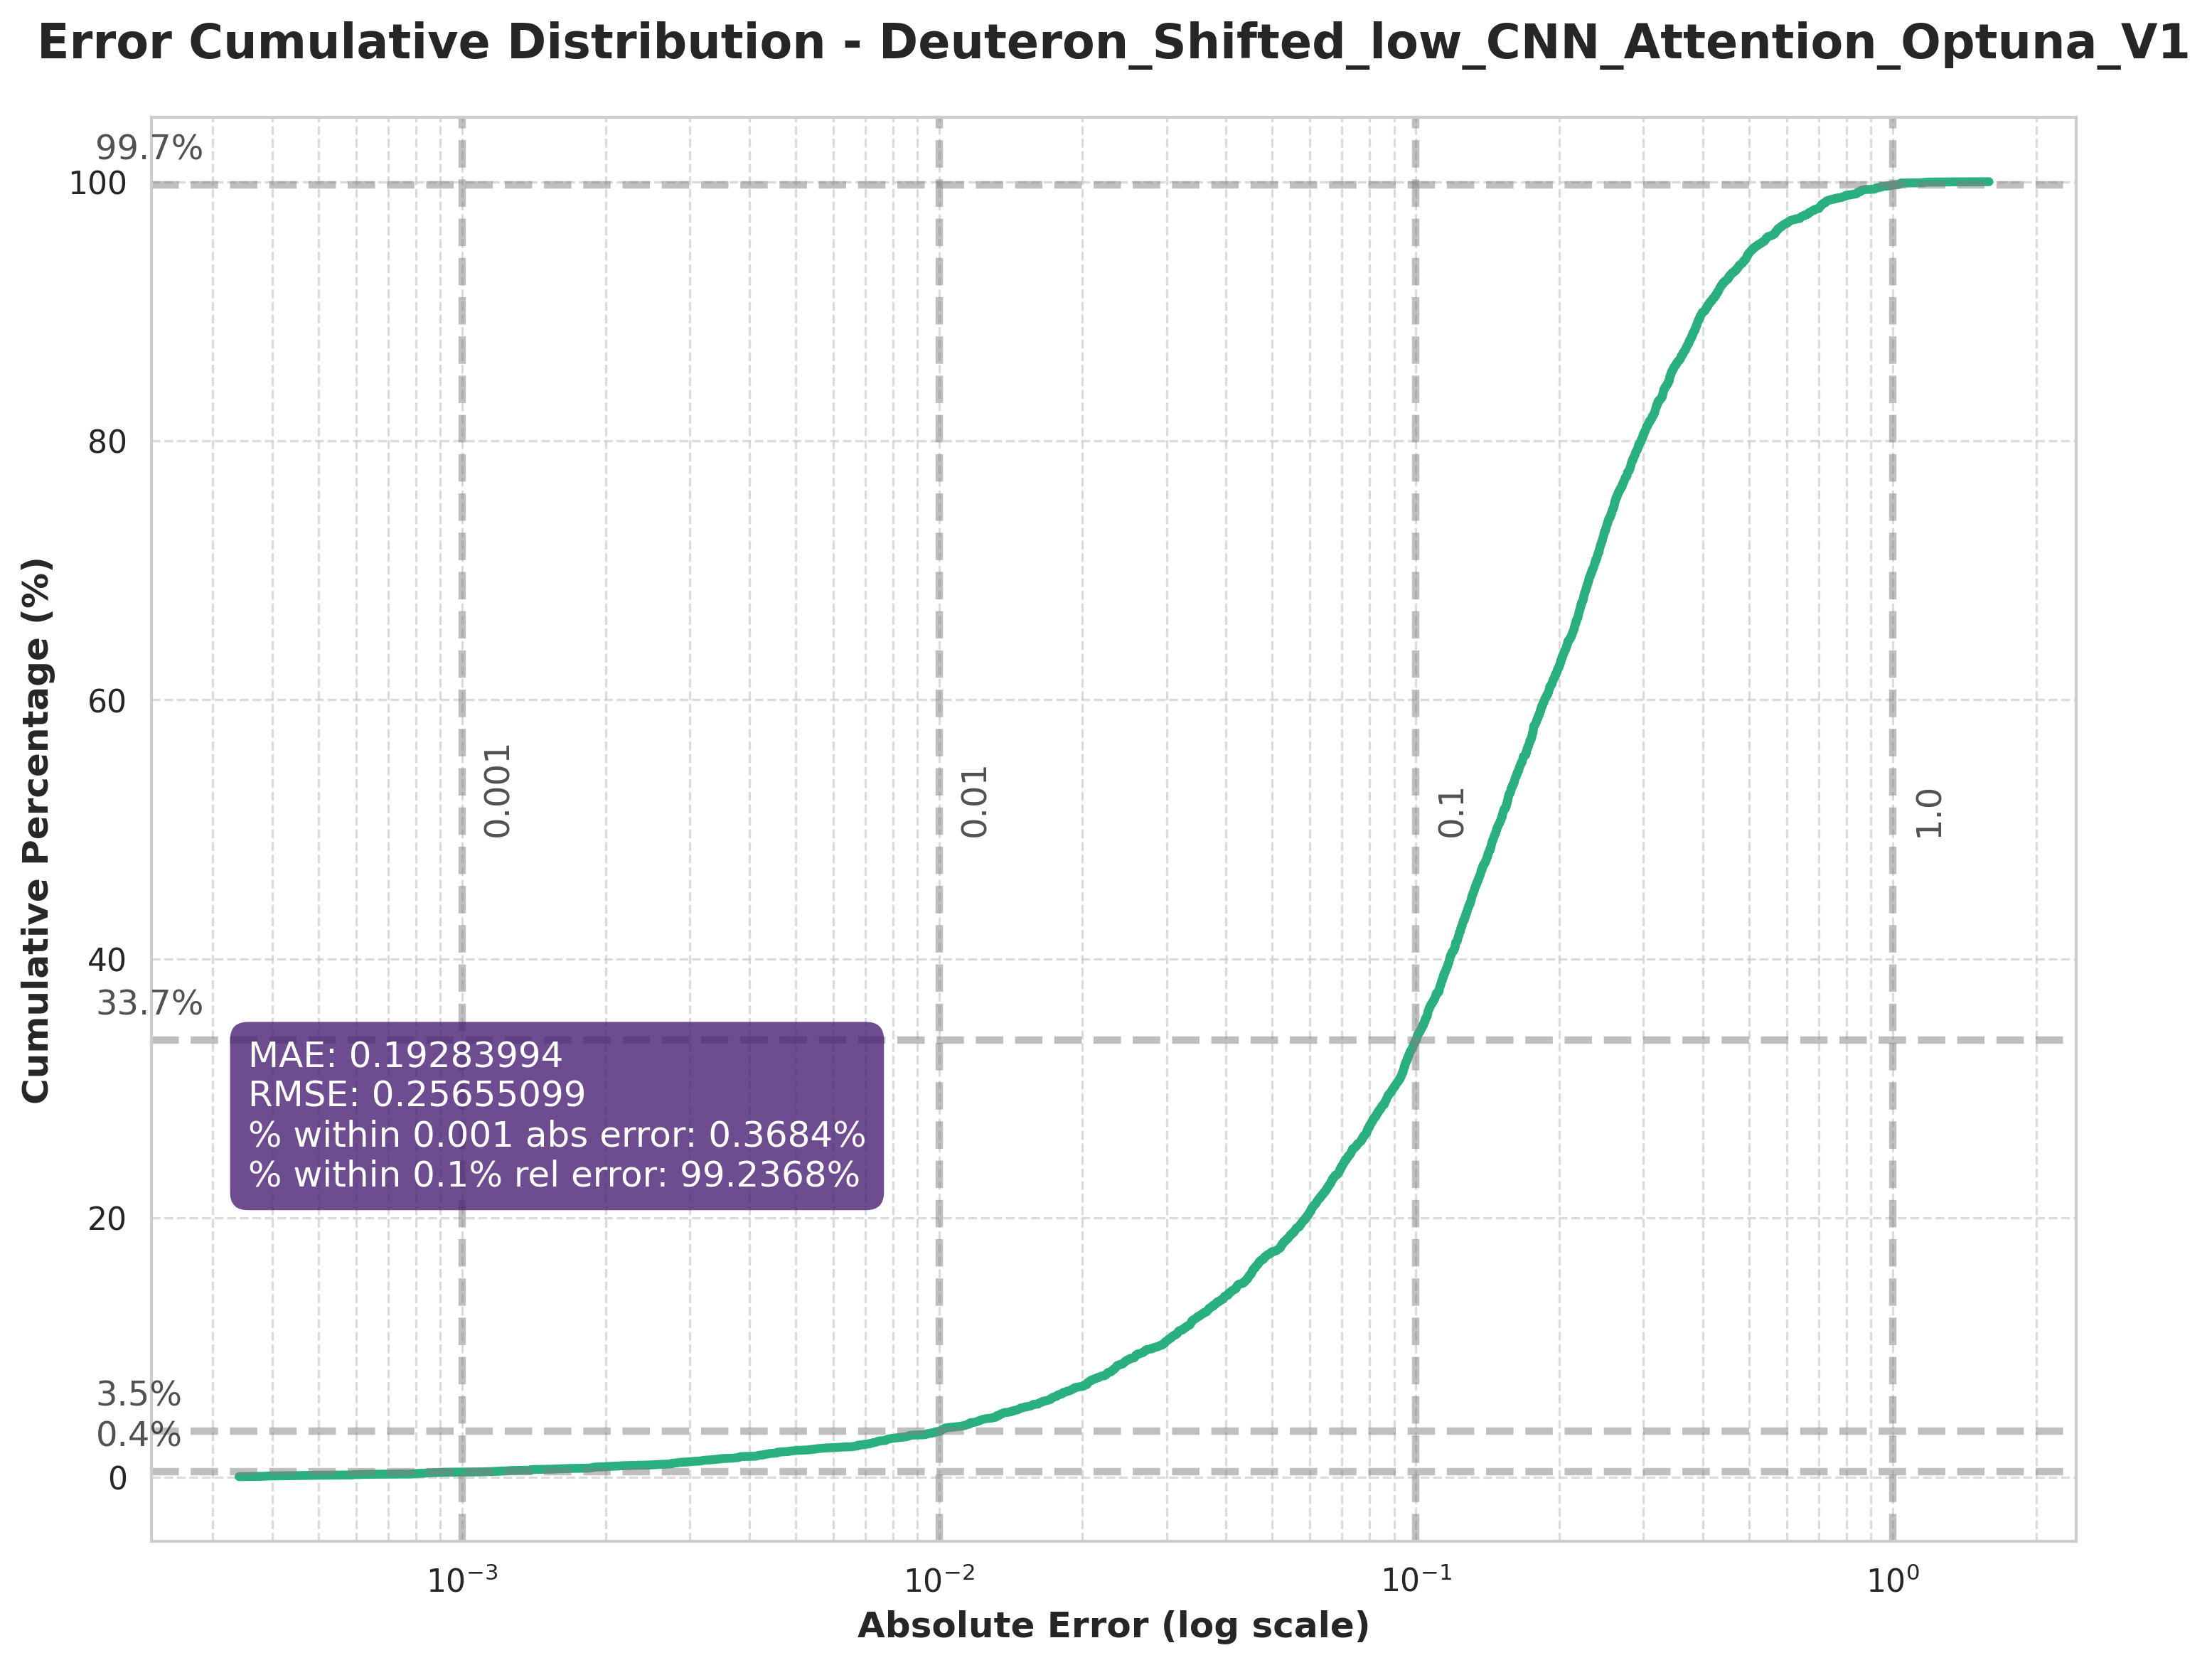 Error Cumulative Distribution - Deuteron_Shifted_low_CNN_Attention_Optuna_V1
99.7%
100
80
60
40
33.7%
20
3.5%
0.4%
0
Cumulative Percentage (%)
0.001
0.01
0.1
1.0
MAE: 0.19283994
RMSE: 0.25655099
% within 0.001 abs error: 0.3684%
% within 0.1% rel error: 99.2368%
10⁻³
10⁻²
10⁻¹
10⁰
Absolute Error (log scale)